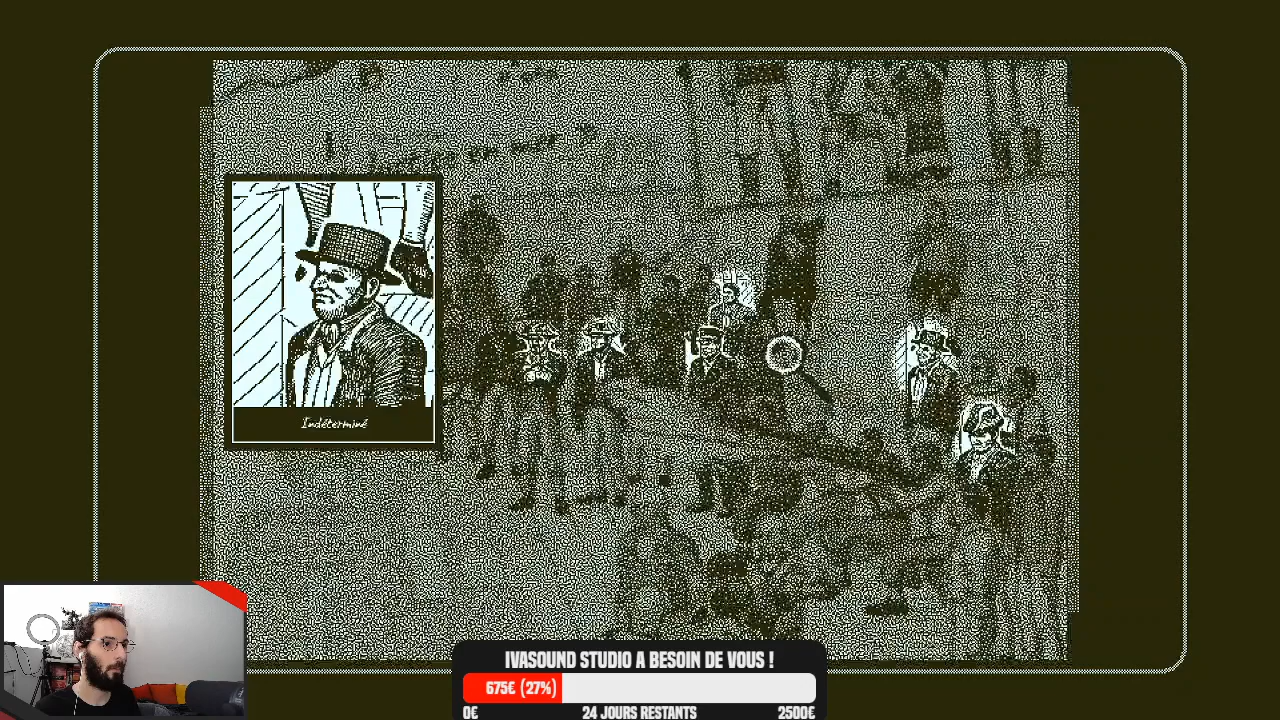 Indéterminé
IVASOUND STUDIO A BESOIN DE VOUS !
675€ (27%)
0€ 24 JOURS RESTANTS 2500€